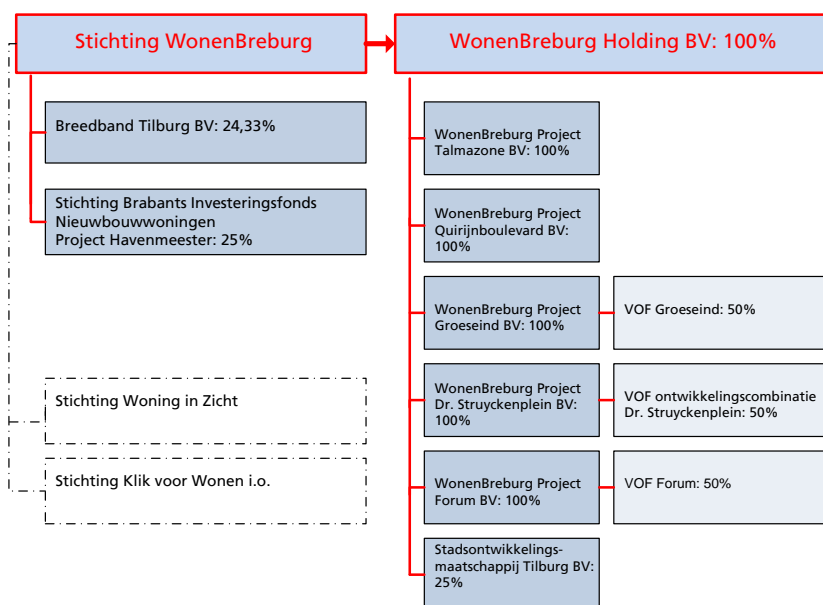 Stichting WonenBreburg
WonenBreburg Holding BV: 100%
Breedband Tilburg BV: 24,33%
Stichting Brabants Investeringsfonds
Nieuwbouwwoningen
Project Havenmeester: 25%
Stichting Woning in Zicht
Stichting Klik voor Wonen i.o.
WonenBreburg Project
Talmazone BV: 100%
WonenBreburg Project
Quirijnboulevard BV:
100%
WonenBreburg Project
Groeseind BV: 100%
VOF Groeseind: 50%
WonenBreburg Project
Dr. Struyckenplein BV:
100%
VOF ontwikkelingscombinatie
Dr. Struyckenplein: 50%
WonenBreburg Project
Forum BV: 100%
VOF Forum: 50%
Stadsontwikkelings-
maatschappij Tilburg BV:
25%